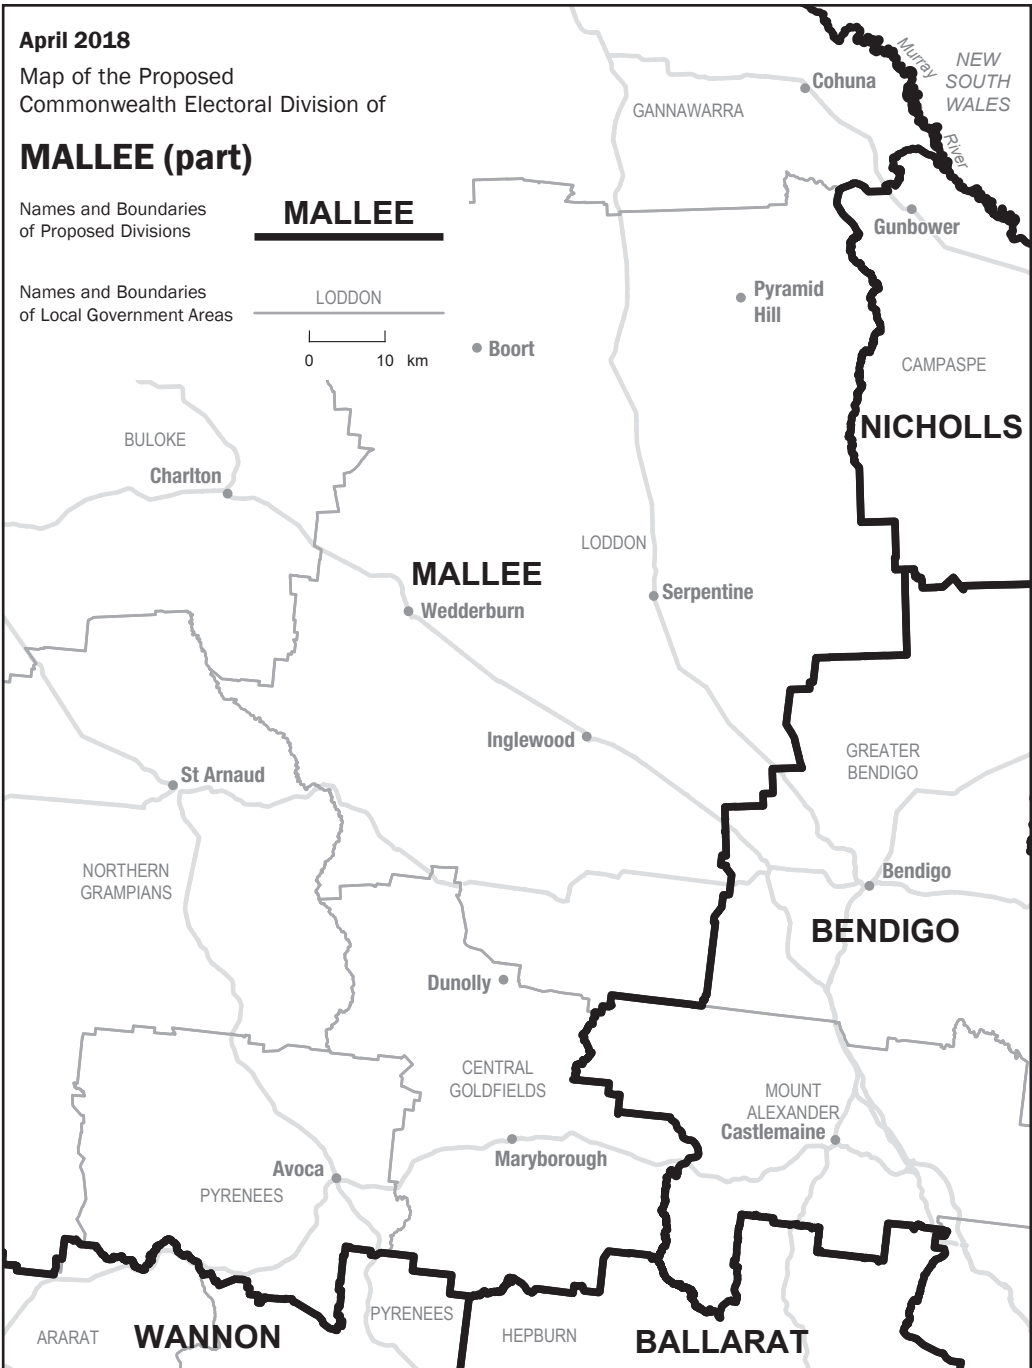 April 2018
Map of the Proposed
Commonwealth Electoral Division of
MALLEE (part)
Names and Boundaries
of Proposed Divisions
MALLEE
Names and Boundaries
of Local Government Areas
LODDON
0 10 km
Murray
River
NEW
SOUTH
WALES
Cohuna
GANNAWARRA
Gunbower
Pyramid
Hill
Boort
CAMPASPE
NICHOLLS
BULOKE
Charlton
LODDON
MALLEE
Wedderburn
Serpentine
Inglewood
GREATER
BENDIGO
St Arnaud
NORTHERN
GRAMPIANS
Bendigo
BENDIGO
Dunolly
CENTRAL
GOLDFIELDS
MOUNT
ALEXANDER
Castlemaine
Maryborough
Avoca
PYRENEES
PYRENEES
ARARAT
WANNON
HEPBURN
BALLARAT